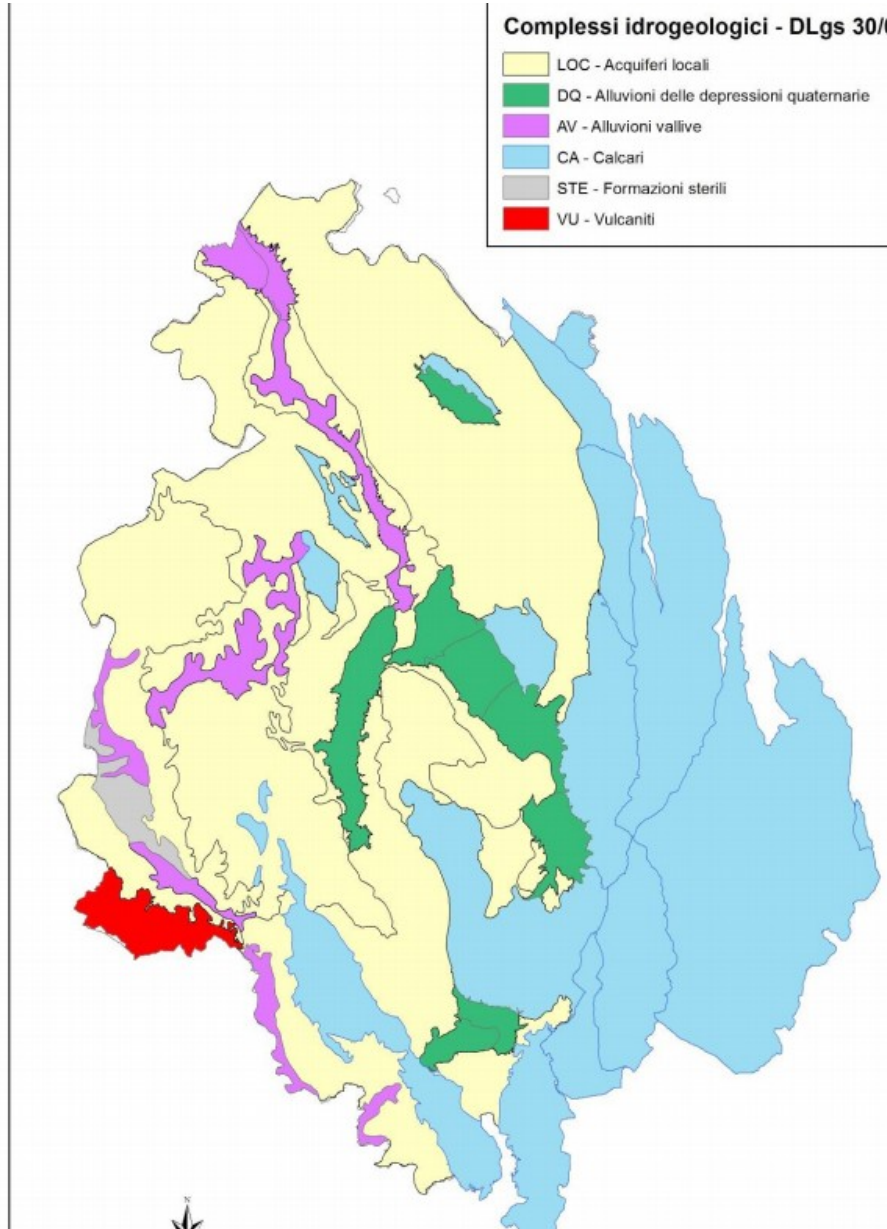 Complessi idrogeologici - DLgs 30/
LOC - Acquiferi locali
DQ - Alluvioni delle depressioni quaternarie
AV - Alluvioni vallive
CA - Calcari
STE - Formazioni sterili
VU - Vulcaniti
N